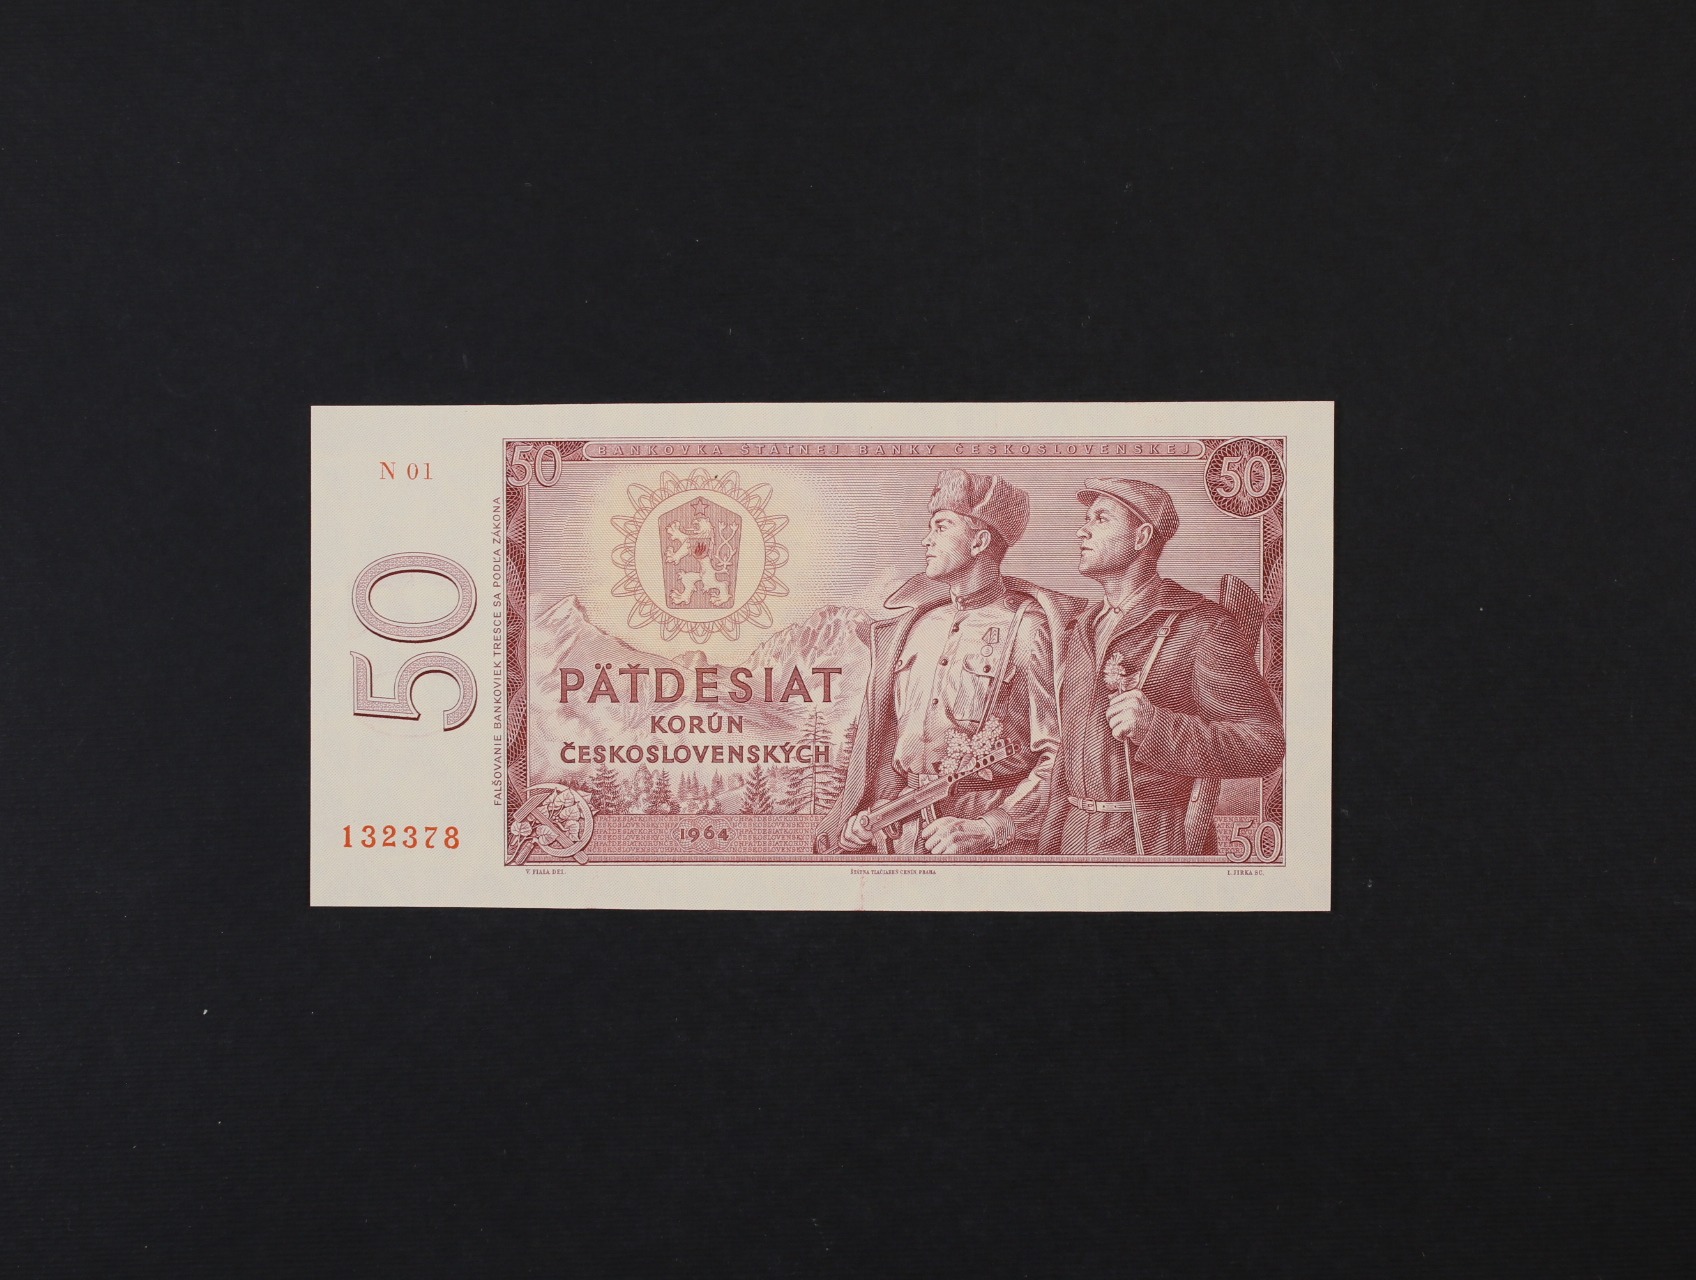 BANKOVKA ŠTÁTNEJ BANKY ČESKOSLOVENSKEJ
50
50
N 01
50
FALŠOVANIE BANKOVIEK TRESCE SA PODĽA ZÁKONA
PÄŤDESIAT
KORÚN
ČESKOSLOVENSKÝCH
132378
1964
50
V. FIALA DEL.
STÁTNA TLAČIAREŇ CENÍN PRAHA
L. JIRKA SC.